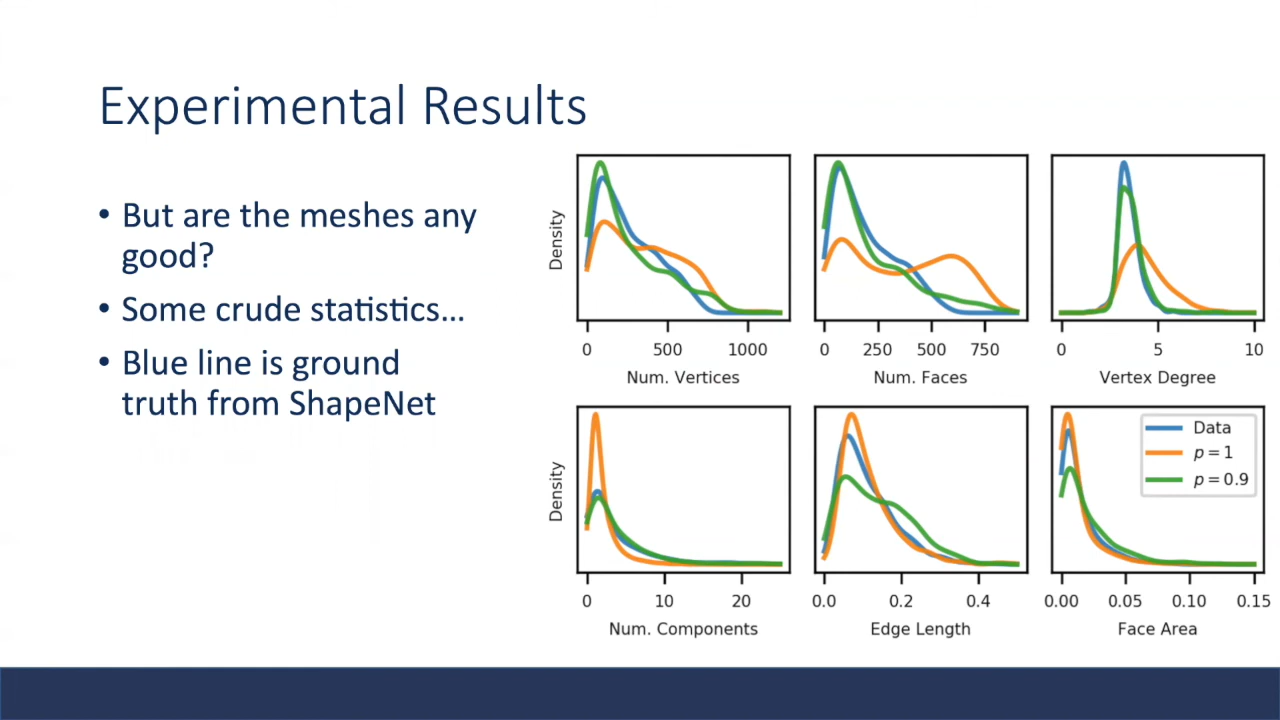 Experimental Results
• But are the meshes any
good?
• Some crude statistics...
• Blue line is ground
truth from ShapeNet
Density
0 500 1000
Num. Vertices
0 250 500 750
Num. Faces
0 5 10
Vertex Degree
Density
0 10 20
Num. Components
0.0 0.2 0.4
Edge Length
Data
p = 1
p = 0.9
0.00 0.05 0.10 0.15
Face Area